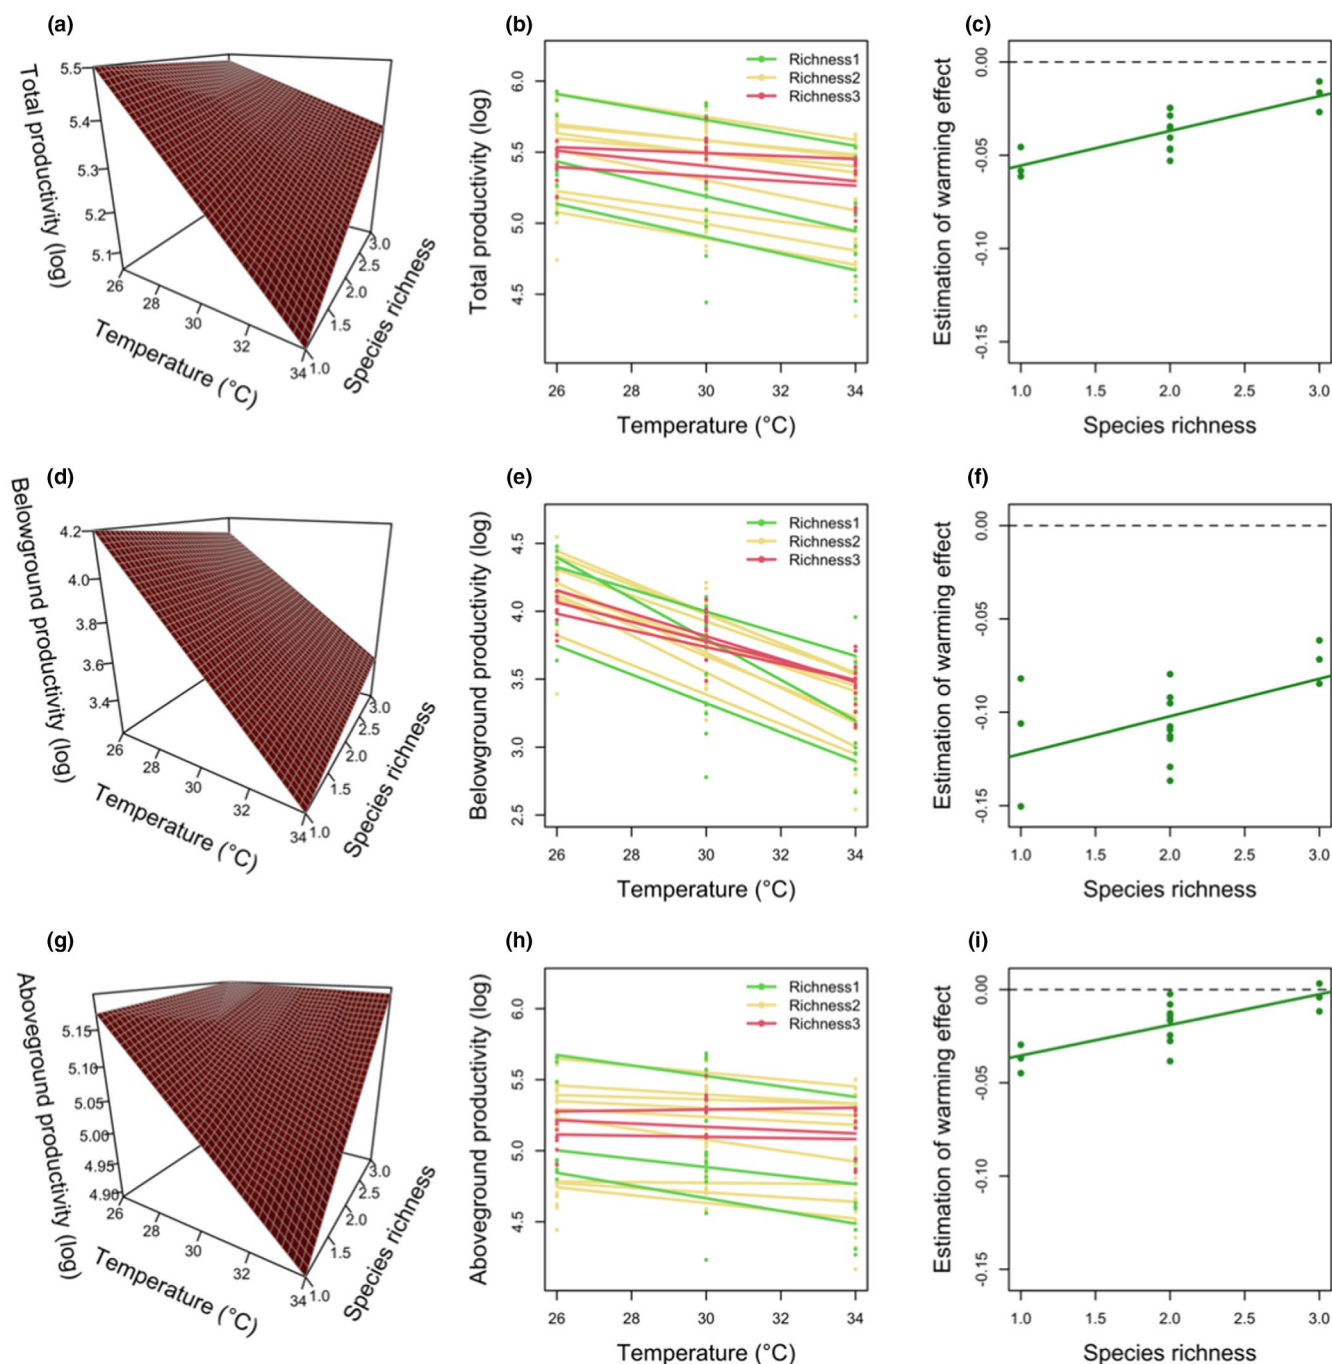 (a)
Total productivity (log)
5.5
5.4
5.3
5.2
5.1
26
28
30
32
34
Temperature (°C)
1.0
1.5
2.0
2.5
3.0
Species richness
(b)
Total productivity (log)
6.0
5.5
5.0
4.5
Richness1
Richness2
Richness3
26 28 30 32 34
Temperature (°C)
(c)
Estimation of warming effect
0.00
-0.05
-0.10
-0.15
1.0 1.5 2.0 2.5 3.0
Species richness
(d)
Belowground productivity (log)
4.2
4.0
3.8
3.6
3.4
26
28
30
32
34
Temperature (°C)
1.0
1.5
2.0
2.5
3.0
Species richness
(e)
Belowground productivity (log)
4.5
4.0
3.5
3.0
2.5
Richness1
Richness2
Richness3
26 28 30 32 34
Temperature (°C)
(f)
Estimation of warming effect
0.00
-0.05
-0.10
-0.15
1.0 1.5 2.0 2.5 3.0
Species richness
(g)
Aboveground productivity (log)
5.15
5.10
5.05
5.00
4.95
4.90
26
28
30
32
34
Temperature (°C)
1.0
1.5
2.0
2.5
3.0
Species richness
(h)
Aboveground productivity (log)
6.0
5.5
5.0
4.5
Richness1
Richness2
Richness3
26 28 30 32 34
Temperature (°C)
(i)
Estimation of warming effect
0.00
-0.05
-0.10
-0.15
1.0 1.5 2.0 2.5 3.0
Species richness